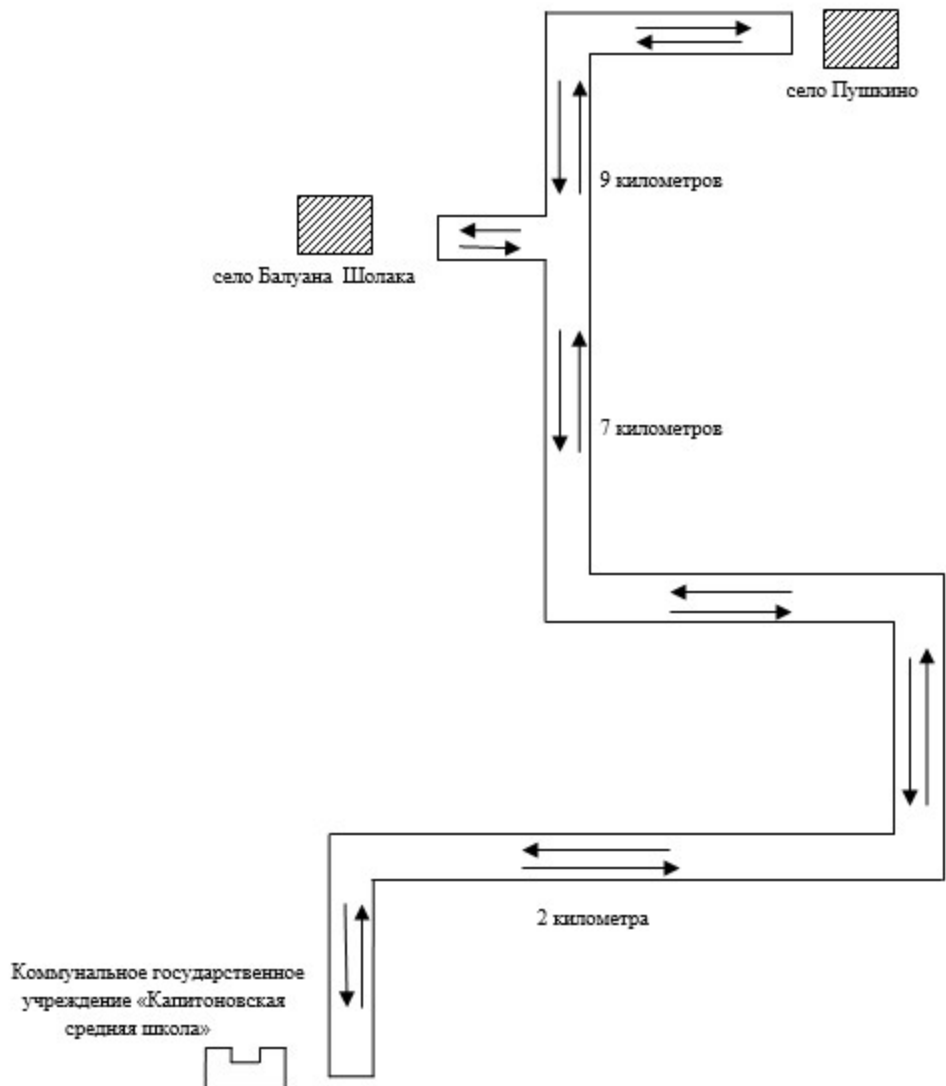 село Пушкино
9 километров
село Балуана Шолака
7 километров
2 километра
Коммунальное государственное
учреждение «Капитоновская
средняя школа»